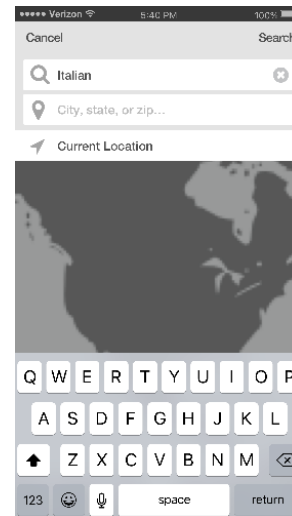 Verizon 5:40 PM 100%
Cancel Search
Italian
City, state, or zip...
Current Location
Q W E R T Y U I O P
A S D F G H J K L
Z X C V B N M
123 space return